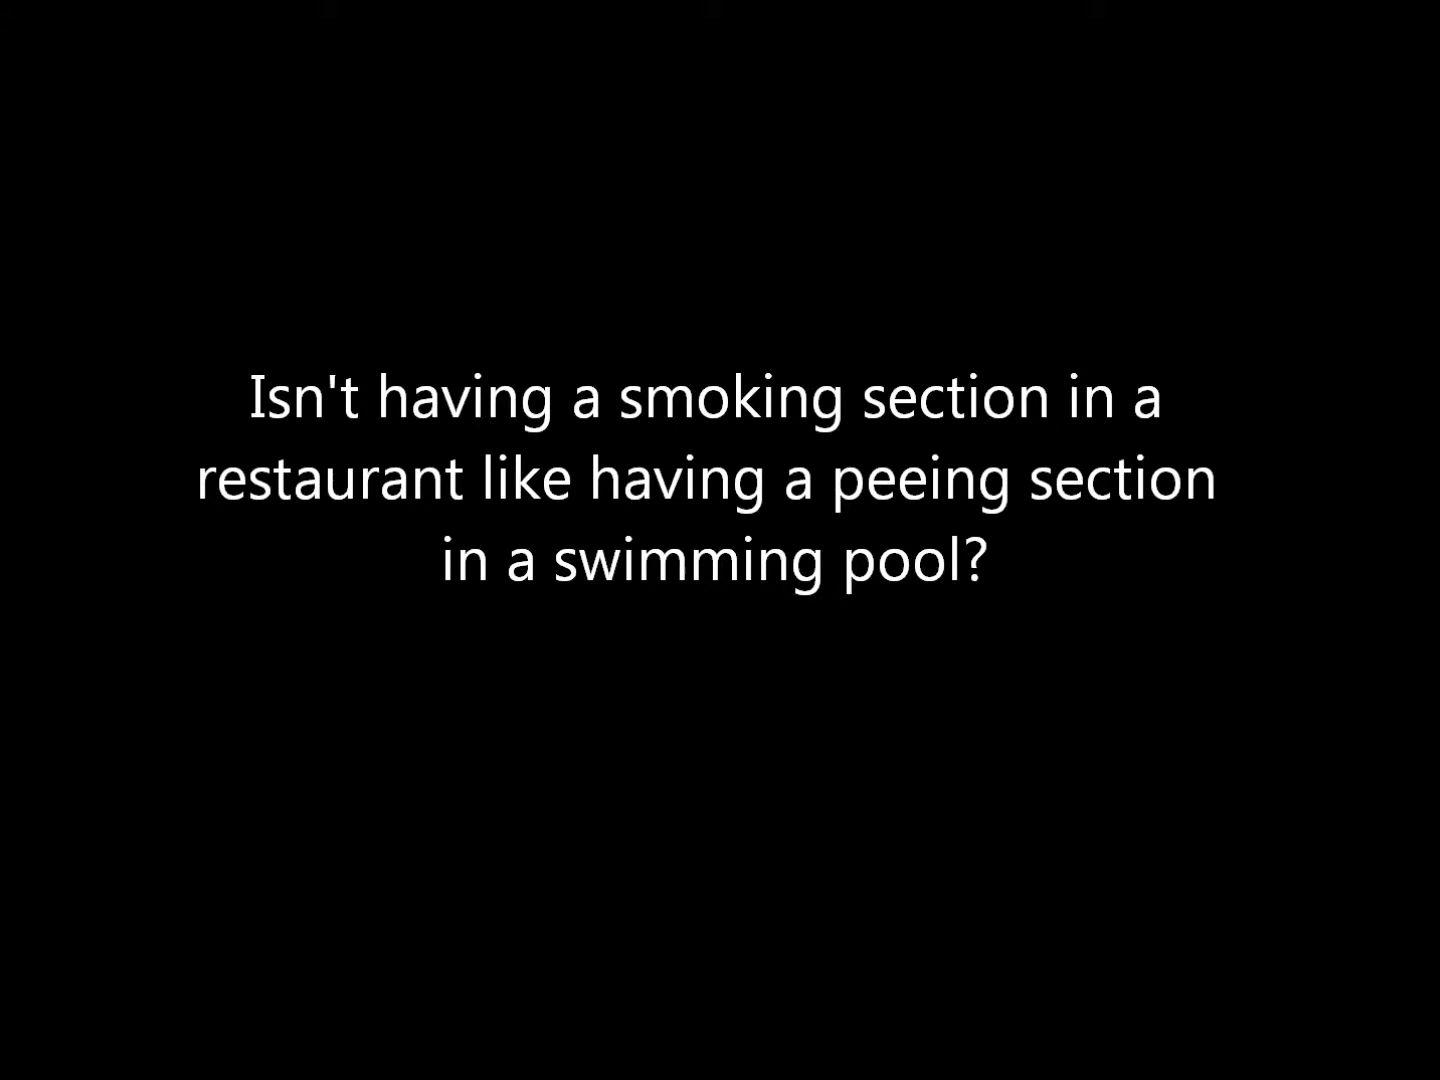 Isn't having a smoking section in a
restaurant like having a peeing section
in a swimming pool?